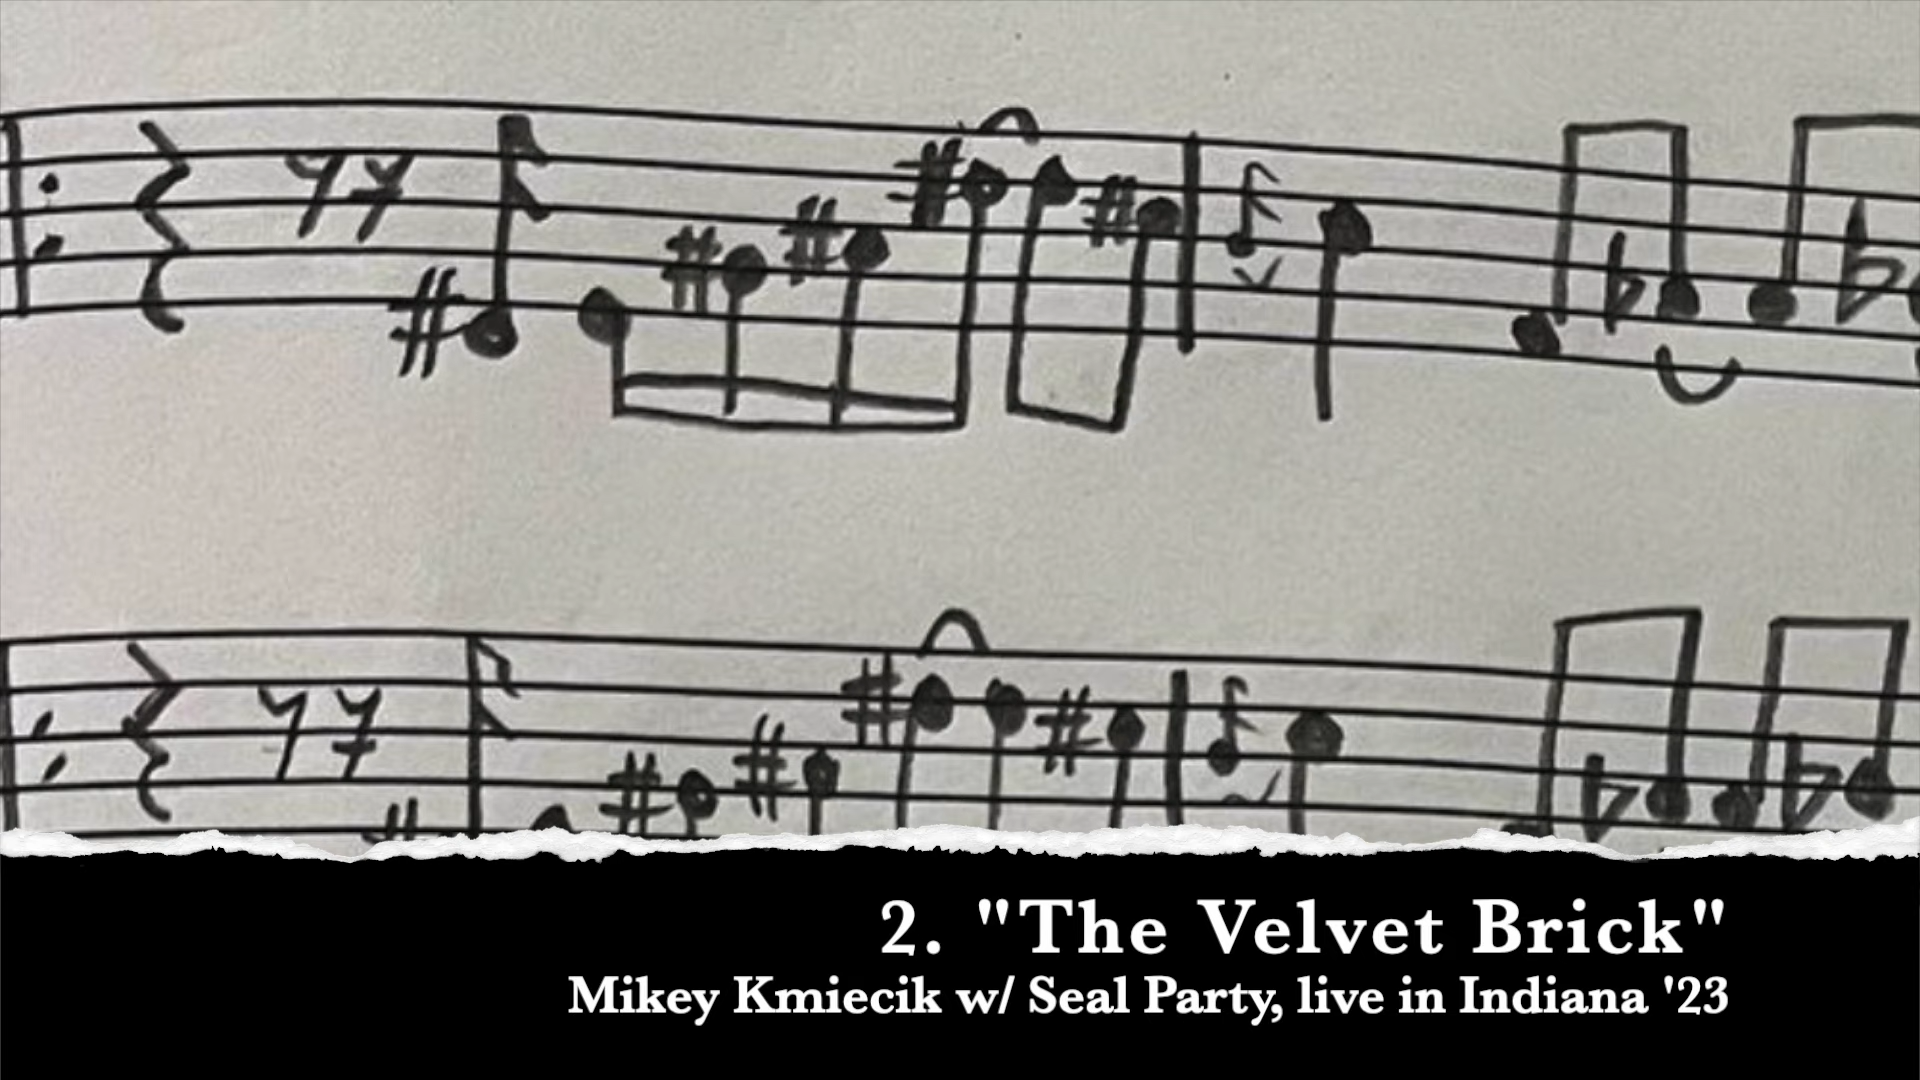 2. "The Velvet Brick"
Mikey Kmiecik w/ Seal Party, live in Indiana '23